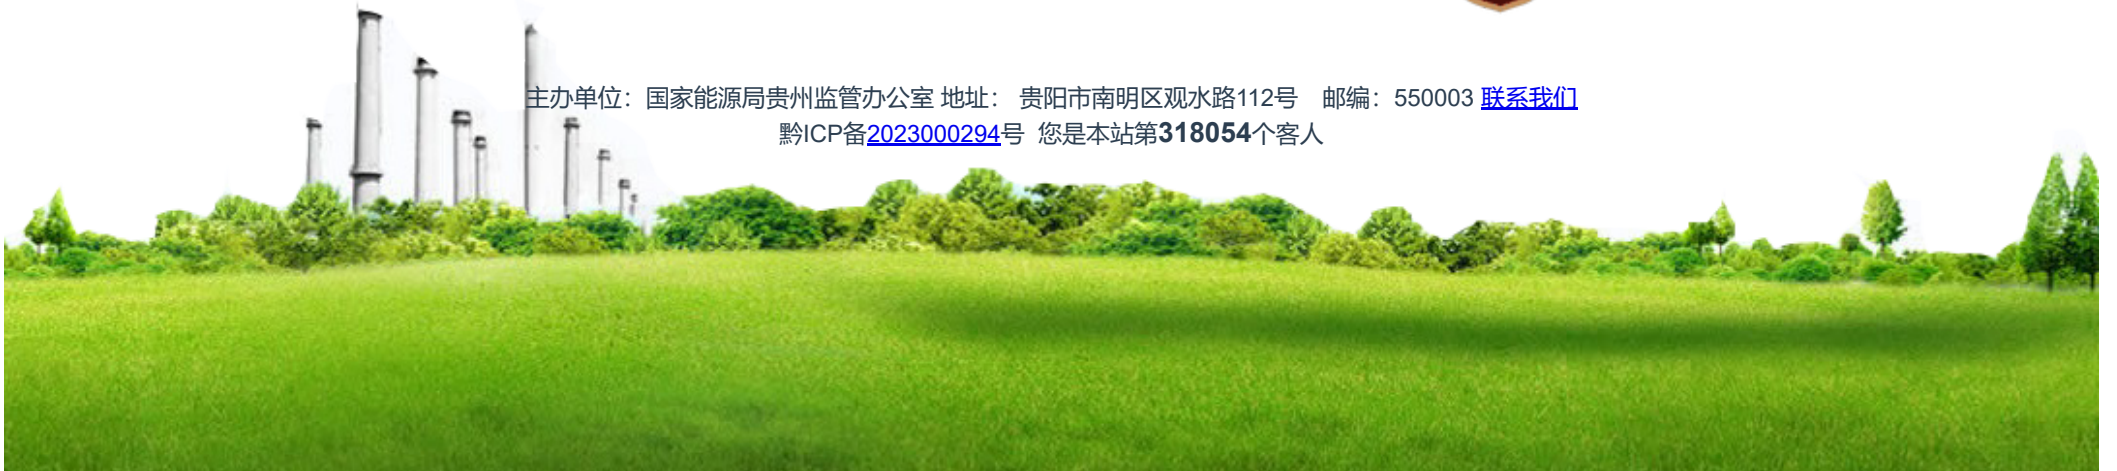 主办单位：国家能源局贵州监管办公室 地址： 贵阳市南明区观水路112号 邮编：550003 联系我们
黔ICP备2023000294号 您是本站第318054个客人